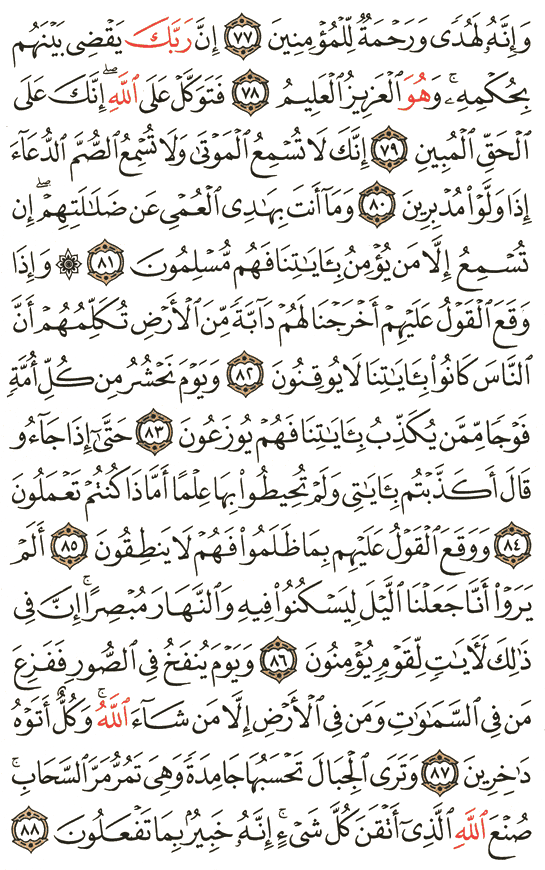 وَإِنَّهُۥ لَهُدًى وَرَحْمَةٌ لِّلْمُؤْمِنِينَ ٧٧ إِنَّ رَبَّكَ يَقْضِى بَيْنَهُم
بِحُكْمِهِۦ ۚ وَهُوَ ٱلْعَزِيزُ ٱلْعَلِيمُ ٧٨ فَتَوَكَّلْ عَلَى ٱللَّهِ ۖ إِنَّكَ عَلَى
ٱلْحَقِّ ٱلْمُبِينِ ٧٩ إِنَّكَ لَا تُسْمِعُ ٱلْمَوْتَىٰ وَلَا تُسْمِعُ ٱلصُّمَّ ٱلدُّعَآءَ
إِذَا وَلَّوْا۟ مُدْبِرِينَ ٨٠ وَمَآ أَنتَ بِهَـٰدِى ٱلْعُمْىِ عَن ضَلَـٰلَتِهِمْ ۖ إِن
تُسْمِعُ إِلَّا مَن يُؤْمِنُ بِـَٔايَـٰتِنَا فَهُم مُّسْلِمُونَ ٨١ ۞ وَإِذَا
وَقَعَ ٱلْقَوْلُ عَلَيْهِمْ أَخْرَجْنَا لَهُمْ دَآبَّةً مِّنَ ٱلْأَرْضِ تُكَلِّمُهُمْ أَنَّ
ٱلنَّاسَ كَانُوا۟ بِـَٔايَـٰتِنَا لَا يُوقِنُونَ ٨٢ وَيَوْمَ نَحْشُرُ مِن كُلِّ أُمَّةٍ
فَوْجًا مِّمَّن يُكَذِّبُ بِـَٔايَـٰتِنَا فَهُمْ يُوزَعُونَ ٨٣ حَتَّىٰٓ إِذَا جَآءُو
قَالَ أَكَذَّبْتُم بِـَٔايَـٰتِى وَلَمْ تُحِيطُوا۟ بِهَا عِلْمًا أَمَّاذَا كُنتُمْ تَعْمَلُونَ
٨٤ وَوَقَعَ ٱلْقَوْلُ عَلَيْهِم بِمَا ظَلَمُوا۟ فَهُمْ لَا يَنطِقُونَ ٨٥ أَلَمْ
يَرَوْا۟ أَنَّا جَعَلْنَا ٱلَّيْلَ لِيَسْكُنُوا۟ فِيهِ وَٱلنَّهَارَ مُبْصِرًا ۚ إِنَّ فِى
ذَٰلِكَ لَـَٔايَـٰتٍ لِّقَوْمٍ يُؤْمِنُونَ ٨٦ وَيَوْمَ يُنفَخُ فِى ٱلصُّورِ فَفَزِعَ
مَن فِى ٱلسَّمَـٰوَٰتِ وَمَن فِى ٱلْأَرْضِ إِلَّا مَن شَآءَ ٱللَّهُ ۚ وَكُلٌّ أَتَوْهُ
دَٰخِرِينَ ٨٧ وَتَرَى ٱلْجِبَالَ تَحْسَبُهَا جَامِدَةً وَهِىَ تَمُرُّ مَرَّ ٱلسَّحَابِ ۚ
صُنْعَ ٱللَّهِ ٱلَّذِىٓ أَتْقَنَ كُلَّ شَىْءٍ ۚ إِنَّهُۥ خَبِيرٌۢ بِمَا تَفْعَلُونَ ٨٨